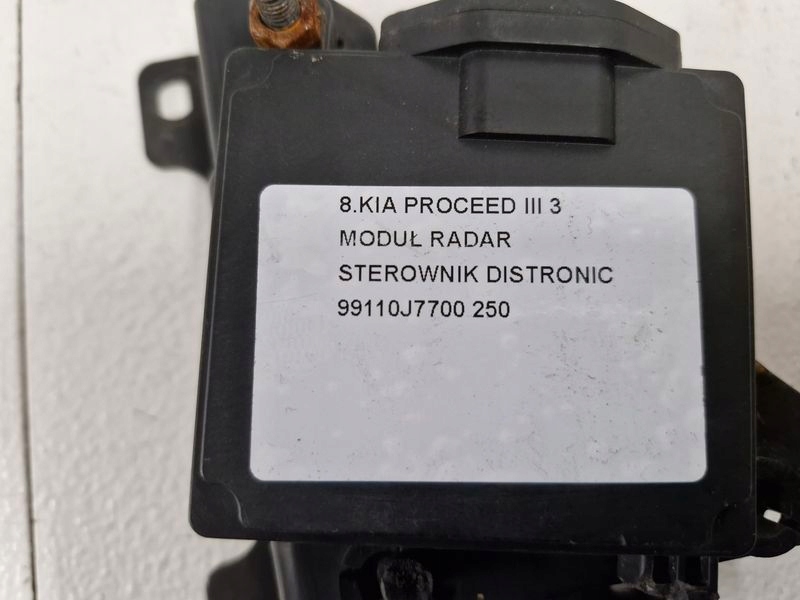 8.KIA PROCEED III 3
MODUŁ RADAR
STEROWNIK DISTRONIC
99110J7700 250